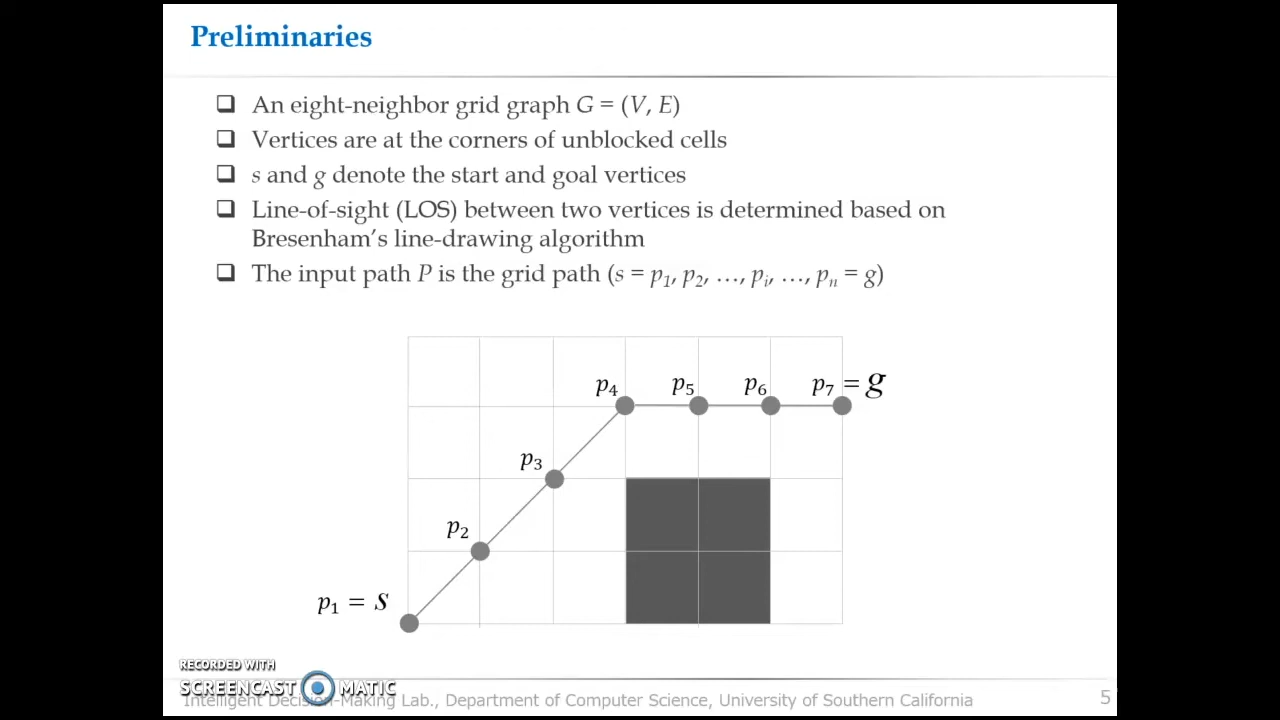 Preliminaries
❑ An eight-neighbor grid graph G = (V, E)
❑ Vertices are at the corners of unblocked cells
❑ s and g denote the start and goal vertices
❑ Line-of-sight (LOS) between two vertices is determined based on
Bresenham's line-drawing algorithm
❑ The input path P is the grid path (s = p₁, p₂, …, pᵢ, …, pₙ = g)
p₄ p₅ p₆ p₇ = g
p₃
p₂
p₁ = s
RECORDED WITH
SCREENCAST MATIC
Intelligent Decision-Making Lab., Department of Computer Science, University of Southern California 5